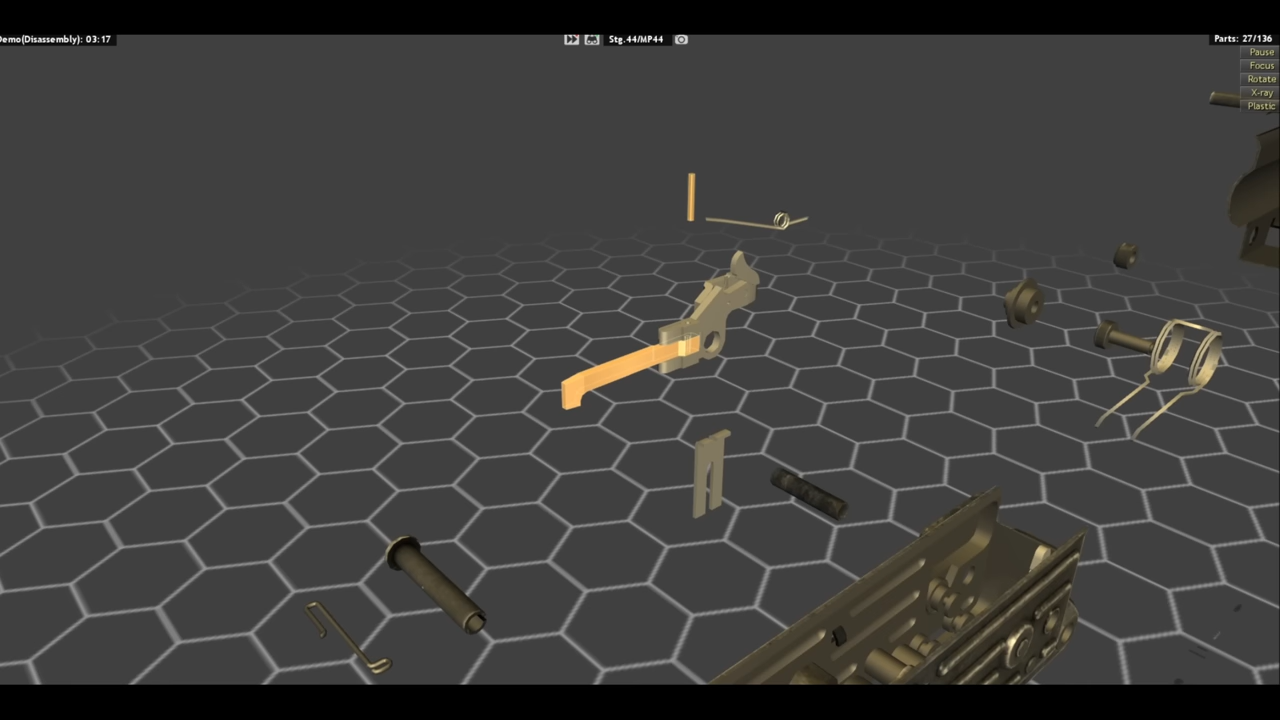 Demo(Disassembly): 03:17
Stg.44/MP44
Parts: 27/136
Pause
Focus
Rotate
X-ray
Plastic